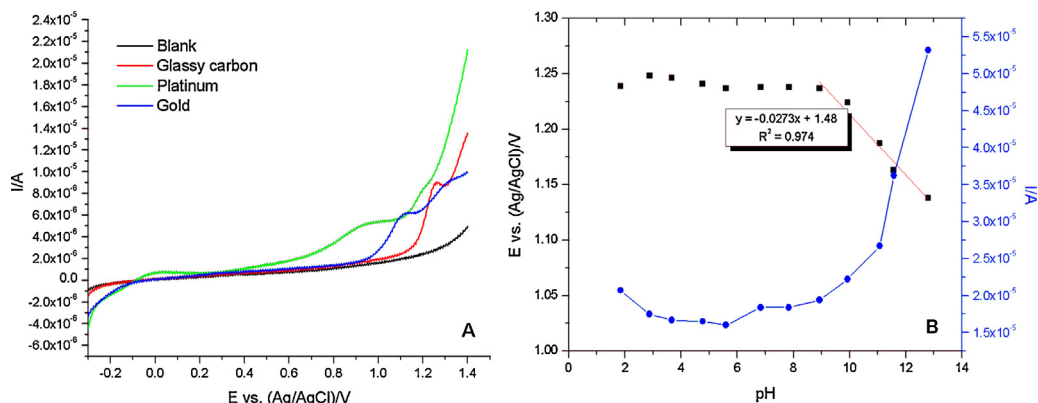 2.4x10⁻⁵
2.2x10⁻⁵
2.0x10⁻⁵
1.8x10⁻⁵
1.6x10⁻⁵
1.4x10⁻⁵
1.2x10⁻⁵
1.0x10⁻⁵
8.0x10⁻⁶
6.0x10⁻⁶
4.0x10⁻⁶
2.0x10⁻⁶
0.0
-2.0x10⁻⁶
-4.0x10⁻⁶
-6.0x10⁻⁶
I/A
Blank
Glassy carbon
Platinum
Gold
A
-0.2 0.0 0.2 0.4 0.6 0.8 1.0 1.2 1.4
E vs. (Ag/AgCl)/V
1.30
1.25
1.20
1.15
1.10
1.05
1.00
E vs. (Ag/AgCl)/V
y = -0.0273x + 1.48
R² = 0.974
B
5.5x10⁻⁵
5.0x10⁻⁵
4.5x10⁻⁵
4.0x10⁻⁵
3.5x10⁻⁵
3.0x10⁻⁵
2.5x10⁻⁵
2.0x10⁻⁵
1.5x10⁻⁵
I/A
0 2 4 6 8 10 12 14
pH